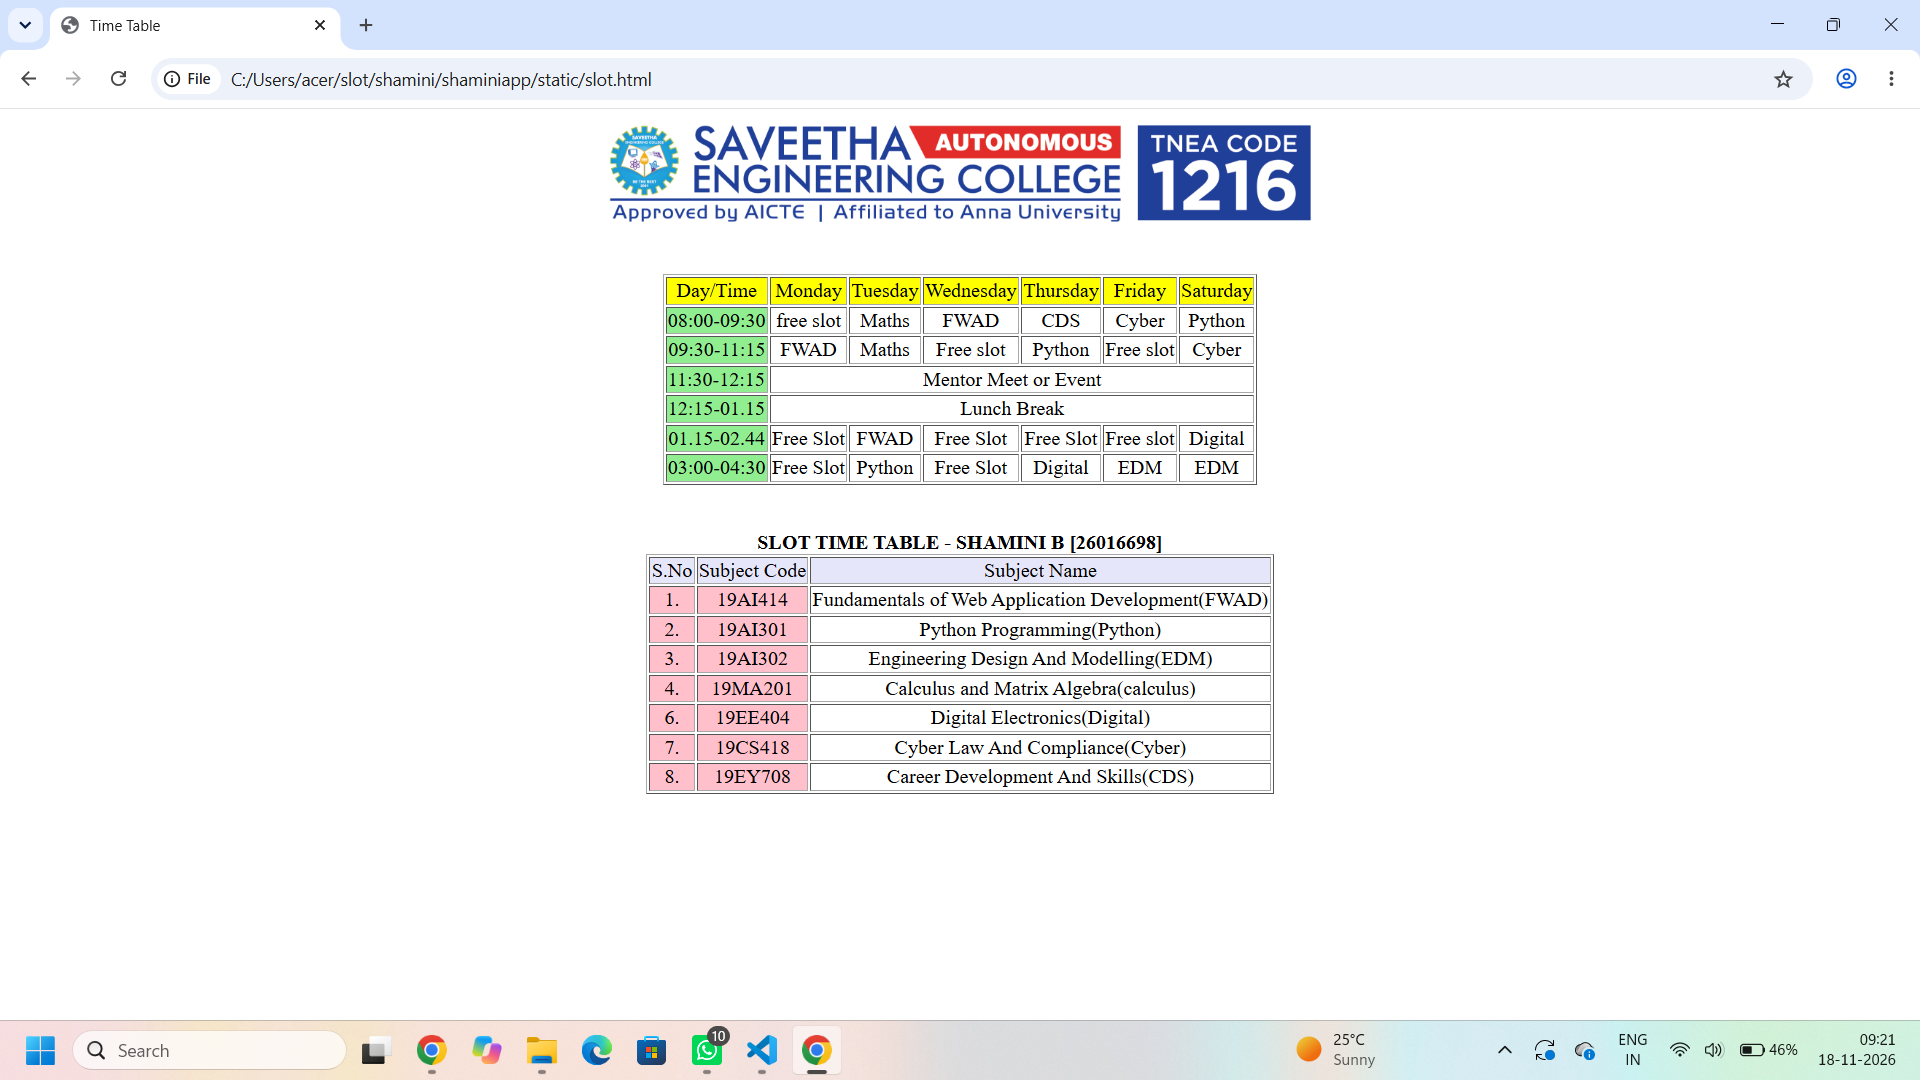 Time Table
File C:/Users/acer/slot/shamini/shaminiapp/static/slot.html
SAVEETHA AUTONOMOUS
ENGINEERING COLLEGE
Approved by AICTE | Affiliated to Anna University
TNEA CODE
1216
Day/Time Monday Tuesday Wednesday Thursday Friday Saturday
08:00-09:30 free slot Maths FWAD CDS Cyber Python
09:30-11:15 FWAD Maths Free slot Python Free slot Cyber
11:30-12:15 Mentor Meet or Event
12:15-01.15 Lunch Break
01.15-02.44 Free Slot FWAD Free Slot Free Slot Free slot Digital
03:00-04:30 Free Slot Python Free Slot Digital EDM EDM
SLOT TIME TABLE - SHAMINI B [26016698]
S.No Subject Code Subject Name
1. 19AI414 Fundamentals of Web Application Development(FWAD)
2. 19AI301 Python Programming(Python)
3. 19AI302 Engineering Design And Modelling(EDM)
4. 19MA201 Calculus and Matrix Algebra(calculus)
6. 19EE404 Digital Electronics(Digital)
7. 19CS418 Cyber Law And Compliance(Cyber)
8. 19EY708 Career Development And Skills(CDS)
Search
10
25°C
Sunny
ENG
IN
46%
09:21
18-11-2026